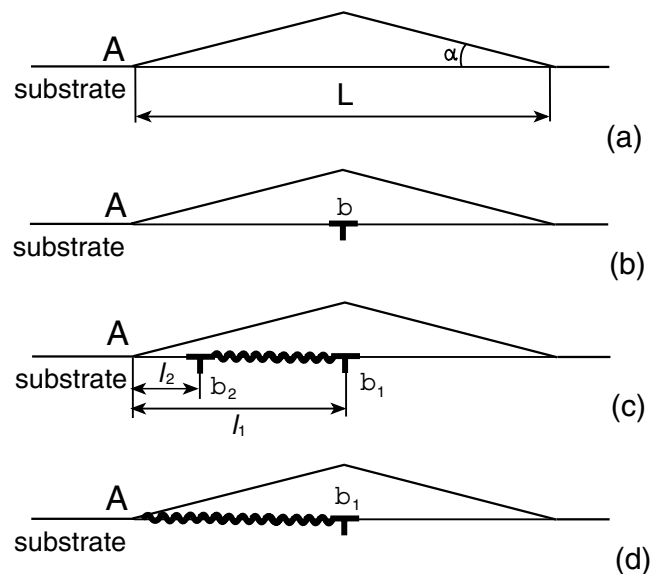 A
α
substrate
L
(a)
A
b
substrate
(b)
A
substrate
l₂
b₂
b₁
l₁
(c)
A
b₁
substrate
(d)